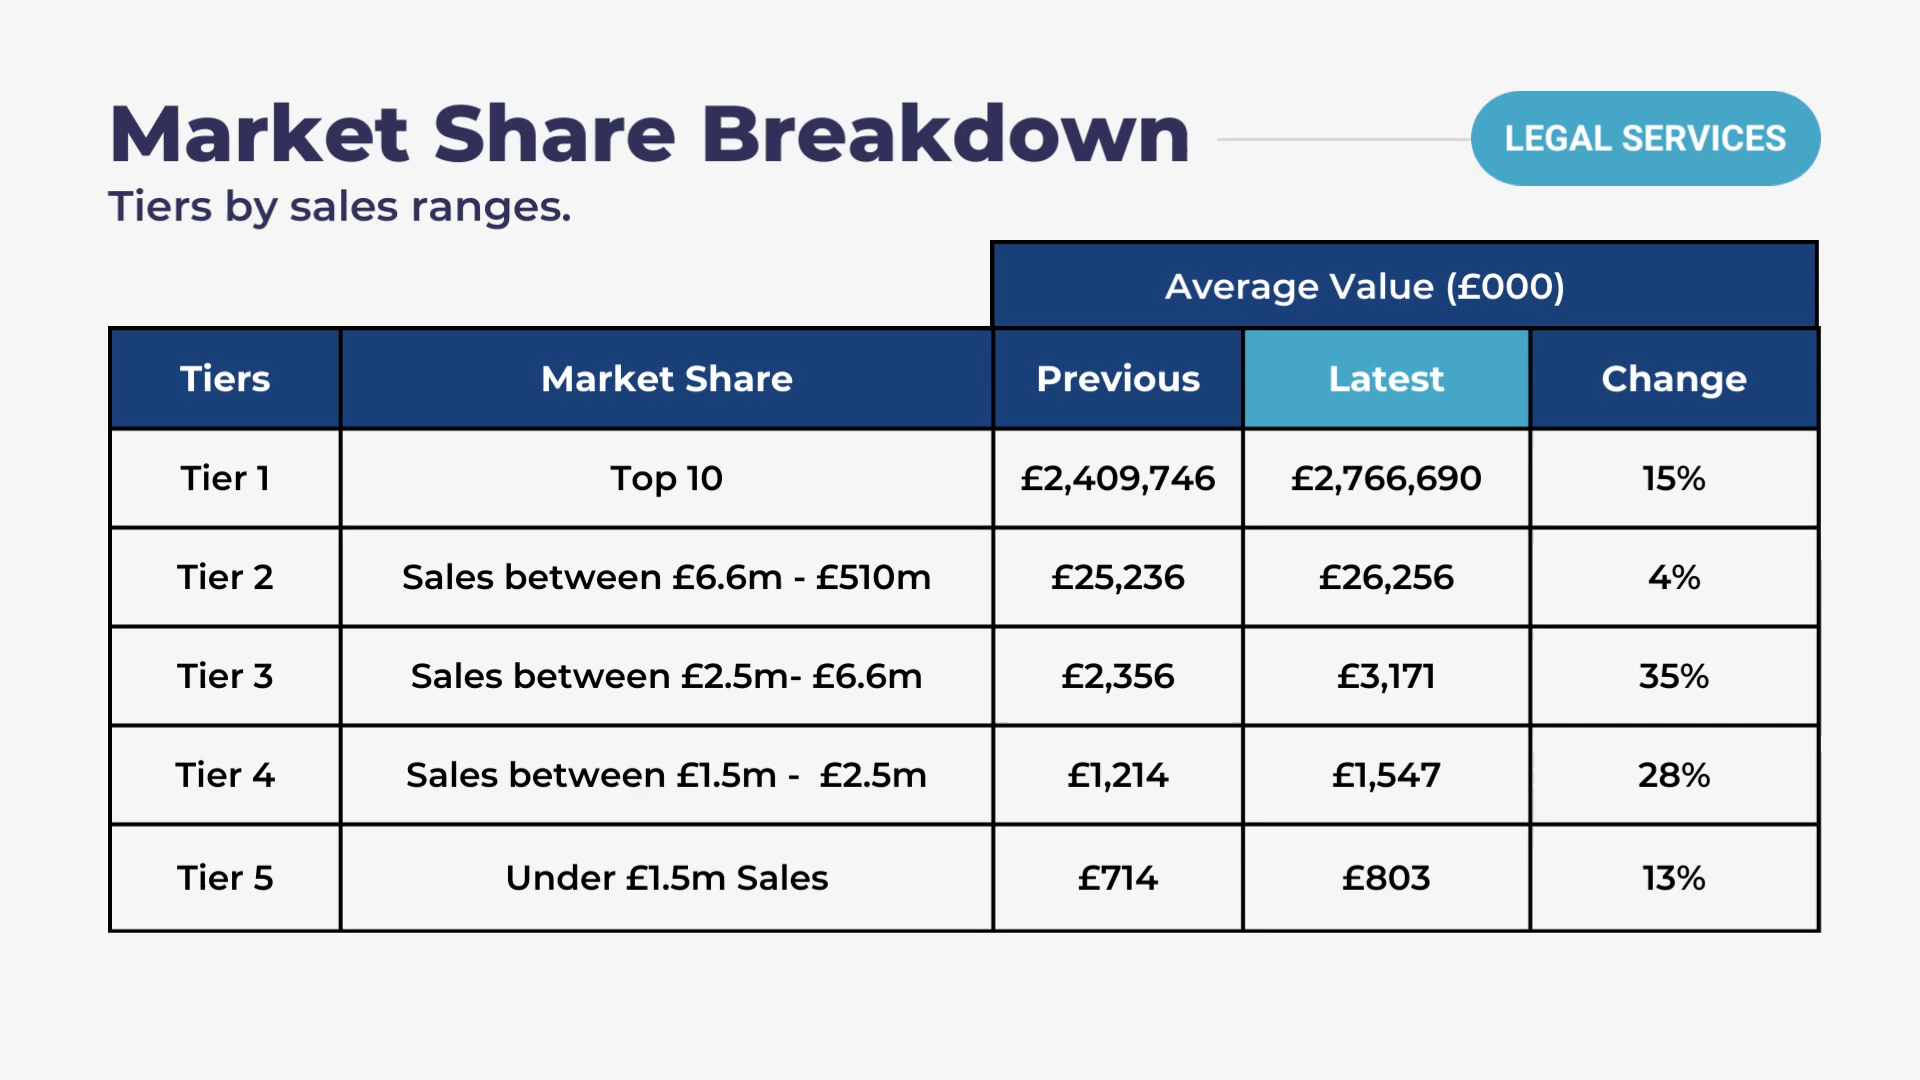 Market Share Breakdown
LEGAL SERVICES
Tiers by sales ranges.
Average Value (£000)
Tiers Market Share Previous Latest Change
Tier 1 Top 10 £2,409,746 £2,766,690 15%
Tier 2 Sales between £6.6m - £510m £25,236 £26,256 4%
Tier 3 Sales between £2.5m- £6.6m £2,356 £3,171 35%
Tier 4 Sales between £1.5m -  £2.5m £1,214 £1,547 28%
Tier 5 Under £1.5m Sales £714 £803 13%